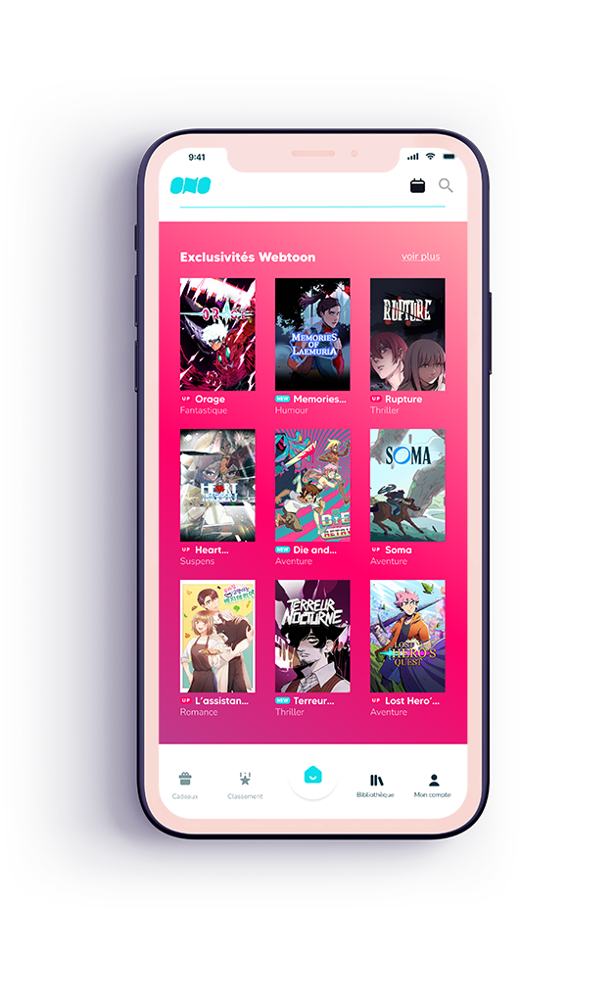 9:41
ONO
Exclusivités Webtoon
voir plus
ORAGE
MEMORIES
OF
LAEMURIA
RUPTURE
UP Orage
NEW Memories...
UP Rupture
Fantastique
Humour
Thriller
HEART
DIE
SOMA
UP Heart...
NEW Die and...
UP Soma
Suspens
Aventure
Aventure
TERREUR
NOCTURNE
LOST
HERO'S
QUEST
UP L'assistan...
NEW Terreur...
UP Lost Hero'...
Romance
Thriller
Aventure
Cadeaux
Classement
Bibliothèque
Mon compte